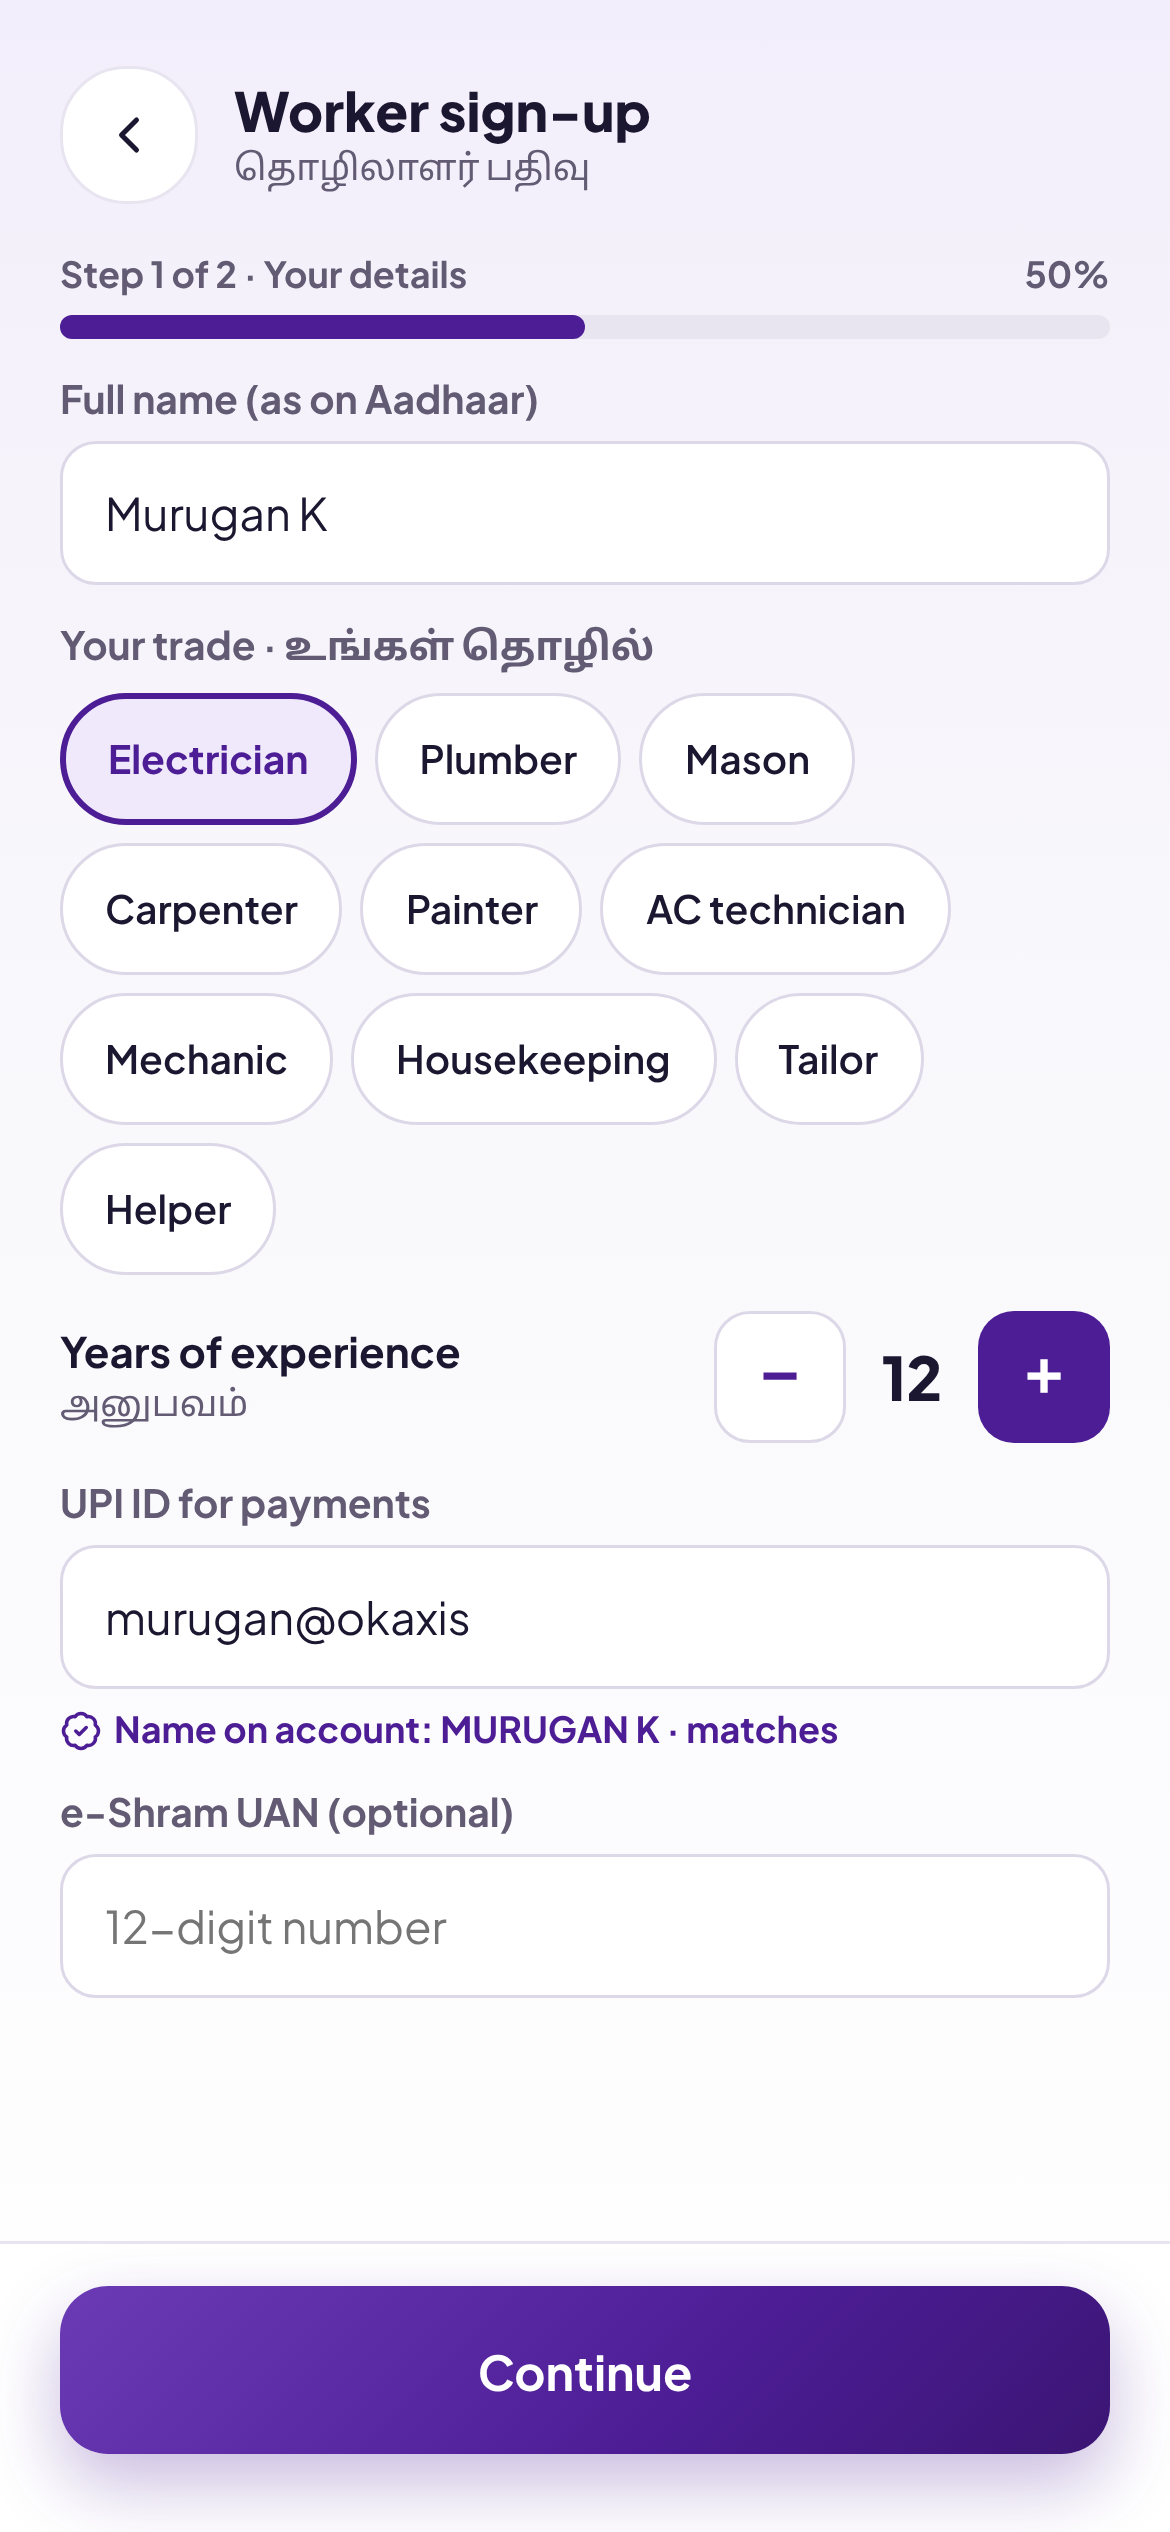 Worker sign-up
தொழிலாளர் பதிவு
Step 1 of 2 · Your details 50%
Full name (as on Aadhaar)
Murugan K
Your trade · உங்கள் தொழில்
Electrician Plumber Mason
Carpenter Painter AC technician
Mechanic Housekeeping Tailor
Helper
Years of experience
அனுபவம்
− 12 +
UPI ID for payments
murugan@okaxis
Name on account: MURUGAN K · matches
e-Shram UAN (optional)
12-digit number
Continue